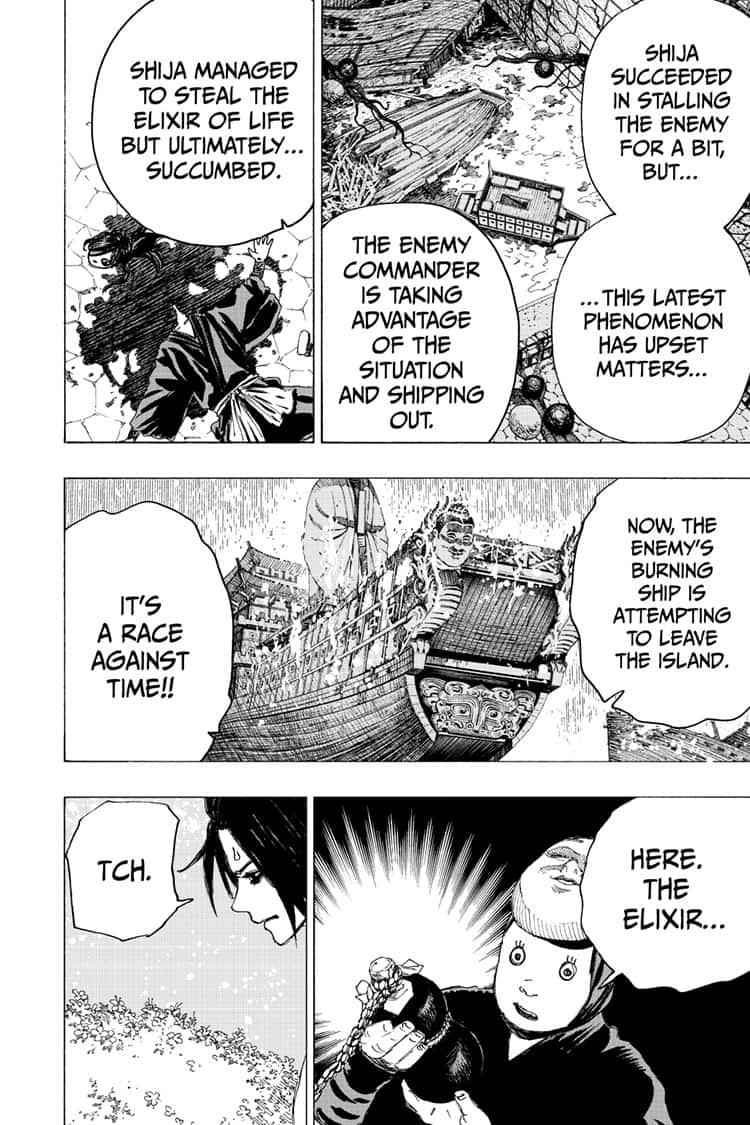 SHIJA
SUCCEEDED
IN STALLING
THE ENEMY
FOR A BIT,
BUT...
...THIS LATEST
PHENOMENON
HAS UPSET
MATTERS...
THE ENEMY
COMMANDER
IS TAKING
ADVANTAGE
OF THE
SITUATION
AND SHIPPING
OUT.
SHIJA MANAGED
TO STEAL THE
ELIXIR OF LIFE
BUT ULTIMATELY...
SUCCUMBED.
NOW, THE
ENEMY'S
BURNING
SHIP IS
ATTEMPTING
TO LEAVE
THE ISLAND.
IT'S
A RACE
AGAINST
TIME!!
HERE.
THE
ELIXIR...
TCH.